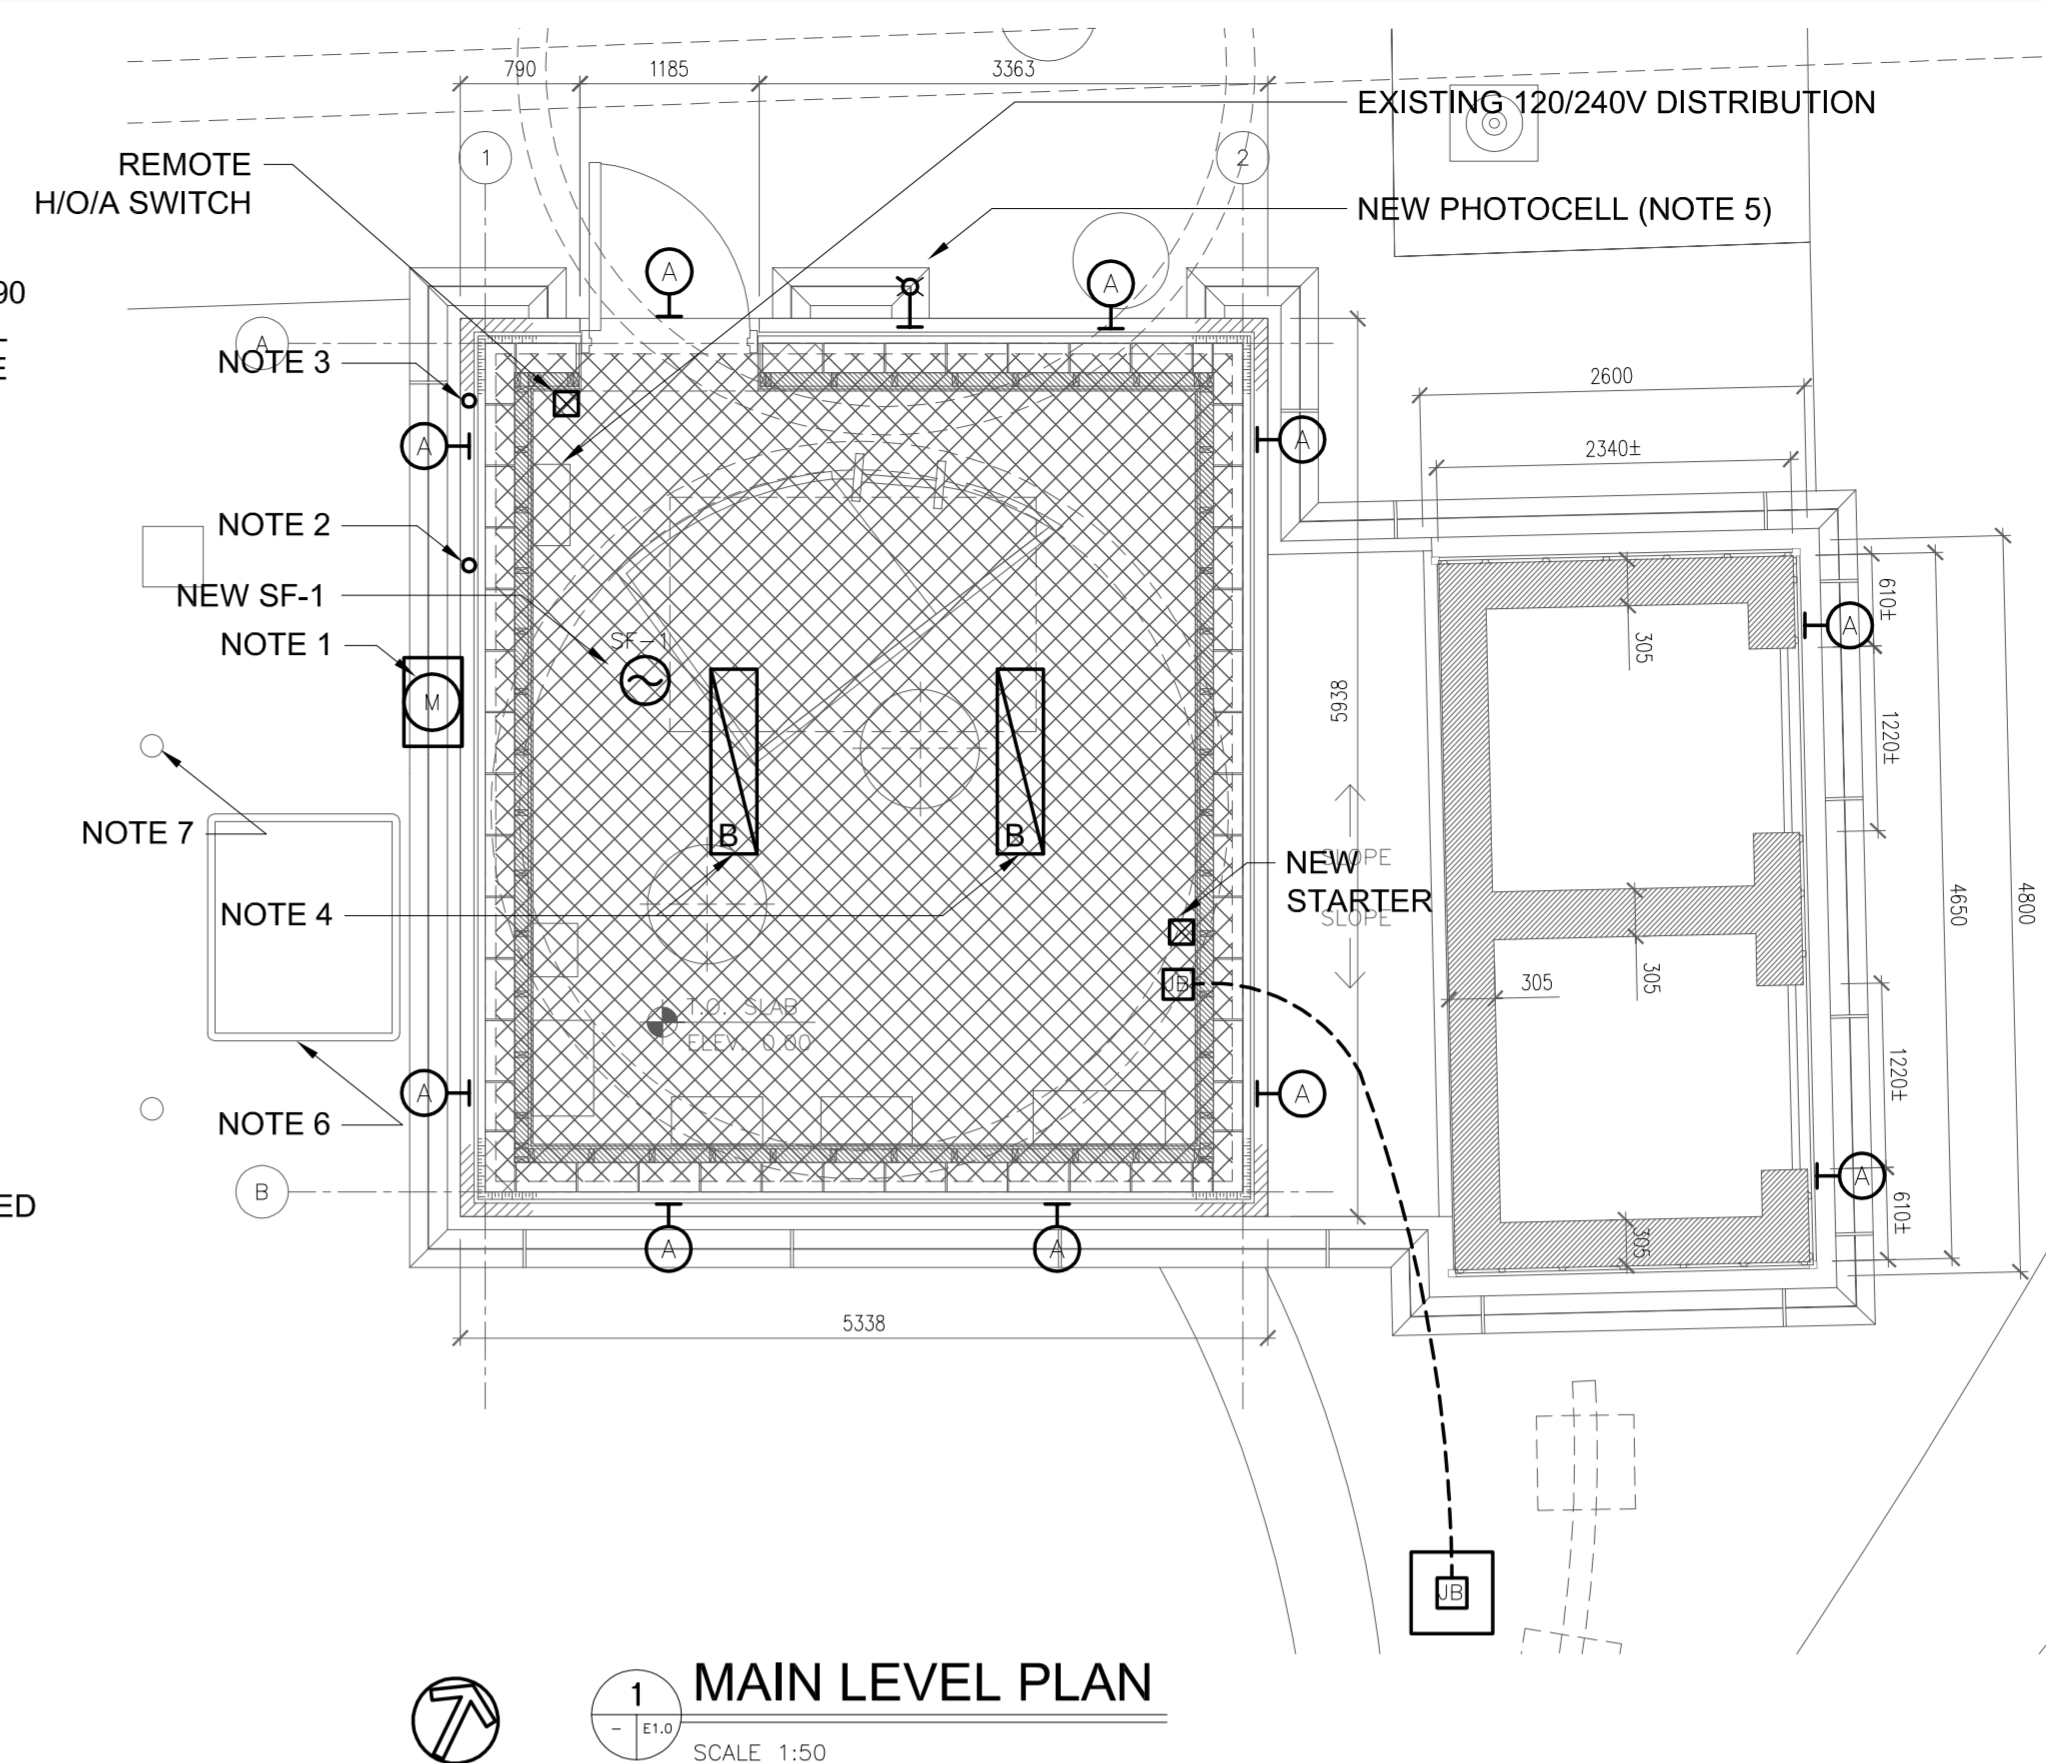 790
1185
3363
EXISTING 120/240V DISTRIBUTION
REMOTE
H/O/A SWITCH
1
2
NEW PHOTOCELL (NOTE 5)
A
A
90
A
NOTE 3
E
A
A
2600
2340±
NOTE 2
NEW SF-1
SF-1
NOTE 1
M
5938
305
610±
A
1220±
NOTE 7
B
B
NEW
STARTER
SLOPE
SLOPE
NOTE 4
4650
4800
JB
305
305
T.O. SLAB
ELEV. 0.00
A
A
1220±
NOTE 6
B
ED
A
A
A
610±
305
5338
JB
1
-
E1.0
MAIN LEVEL PLAN
SCALE 1:50